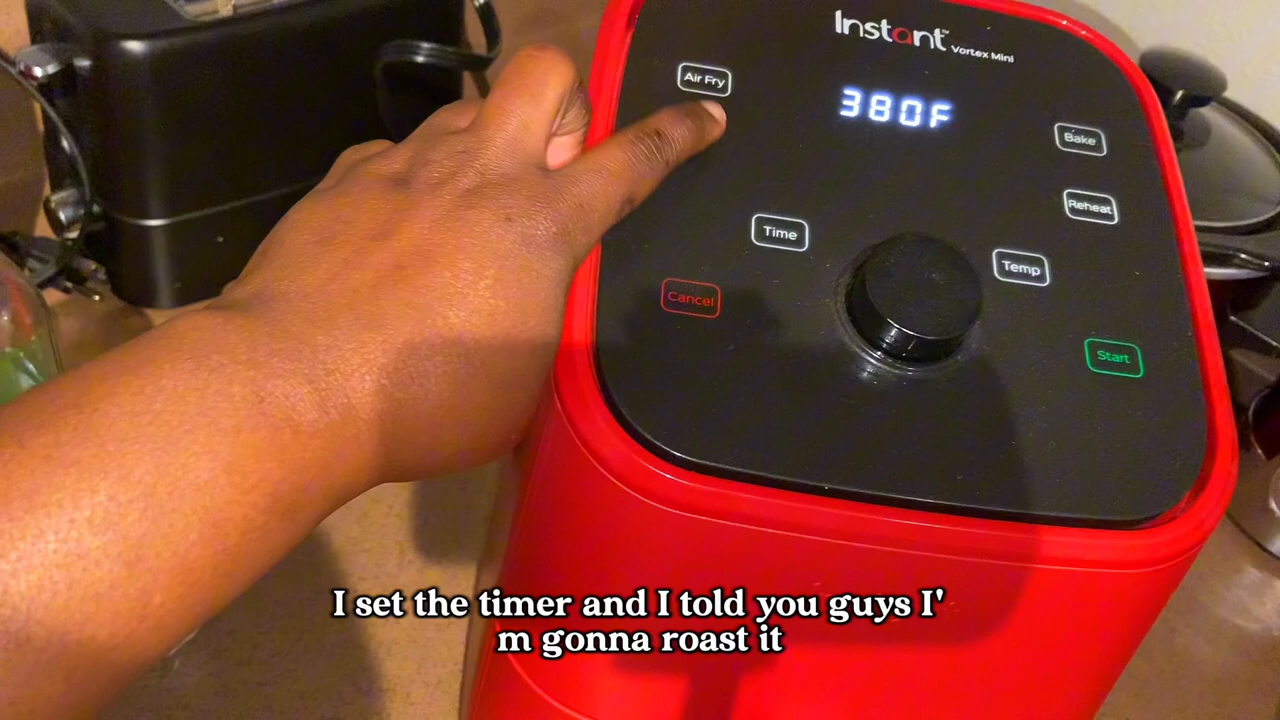 Instant™ Vortex Mini
Air Fry
380F
Bake
Reheat
Time
Temp
Cancel
Start
I set the timer and I told you guys I'
m gonna roast it